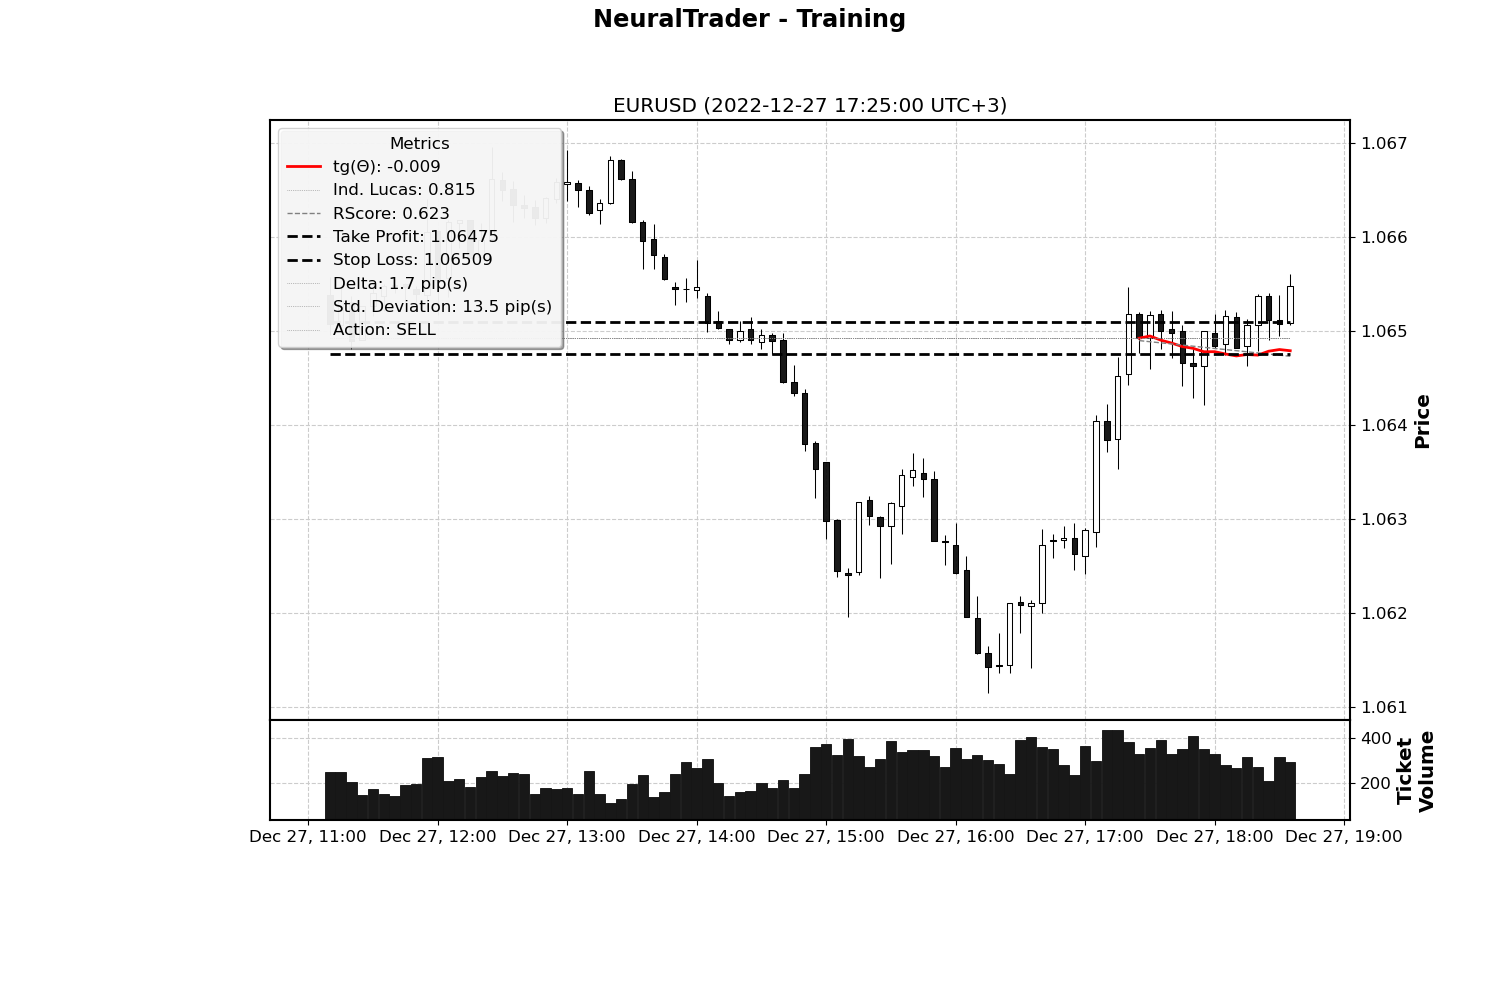 NeuralTrader - Training
EURUSD (2022-12-27 17:25:00 UTC+3)
Metrics
tg(Θ): -0.009
Ind. Lucas: 0.815
RScore: 0.623
Take Profit: 1.06475
Stop Loss: 1.06509
Delta: 1.7 pip(s)
Std. Deviation: 13.5 pip(s)
Action: SELL
1.067
1.066
1.065
1.064
1.063
1.062
1.061
Price
400
200
Ticket
Volume
Dec 27, 11:00 Dec 27, 12:00 Dec 27, 13:00 Dec 27, 14:00 Dec 27, 15:00 Dec 27, 16:00 Dec 27, 17:00 Dec 27, 18:00 Dec 27, 19:00